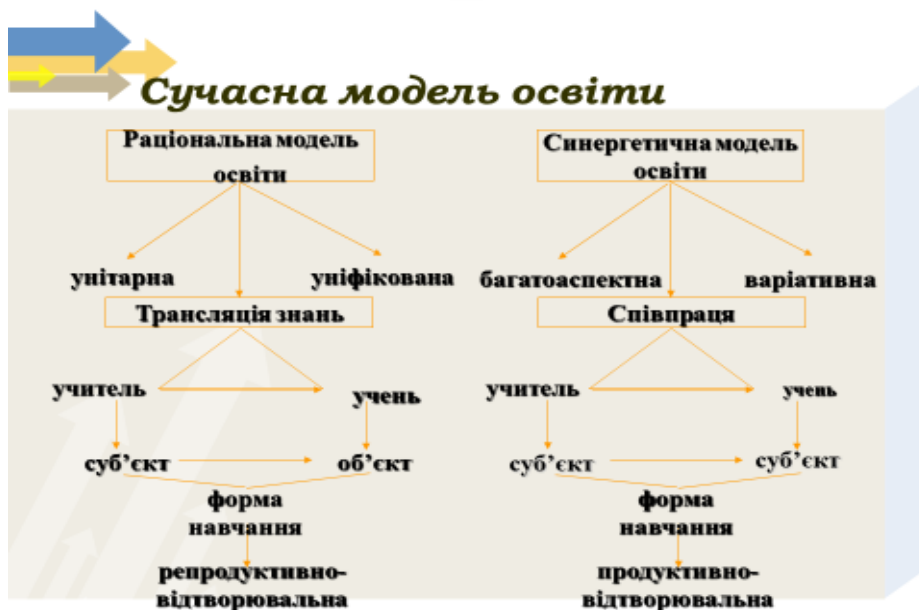 Сучасна модель освіти
Раціональна модель
освіти
унітарна
уніфікована
Трансляція знань
учитель
учень
суб’єкт
об’єкт
форма
навчання
репродуктивно-
відтворювальна
Синергетична модель
освіти
багатоаспектна
варіативна
Співпраця
учитель
учень
суб’єкт
суб’єкт
форма
навчання
продуктивно-
відтворювальна